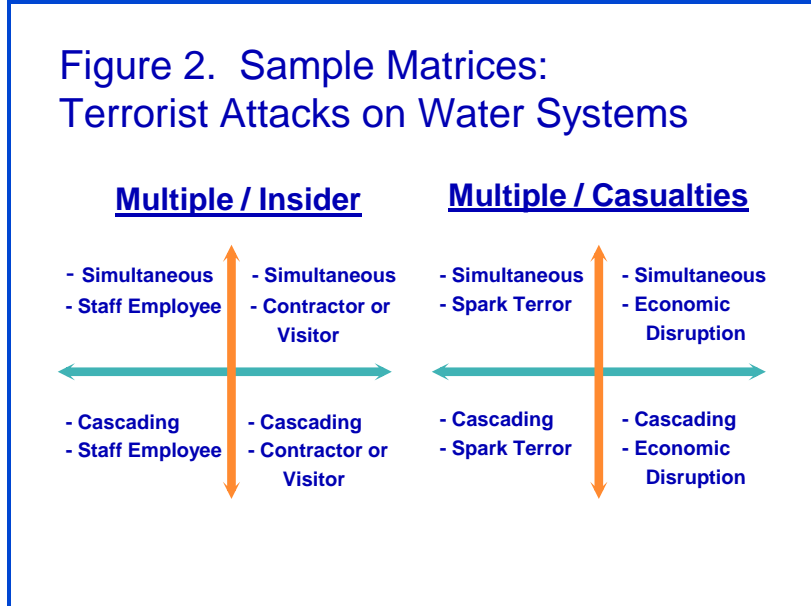 Figure 2. Sample Matrices:
Terrorist Attacks on Water Systems
Multiple / Insider
- Simultaneous
- Staff Employee
- Simultaneous
- Contractor or
Visitor
- Cascading
- Staff Employee
- Cascading
- Contractor or
Visitor
Multiple / Casualties
- Simultaneous
- Spark Terror
- Simultaneous
- Economic
Disruption
- Cascading
- Spark Terror
- Cascading
- Economic
Disruption